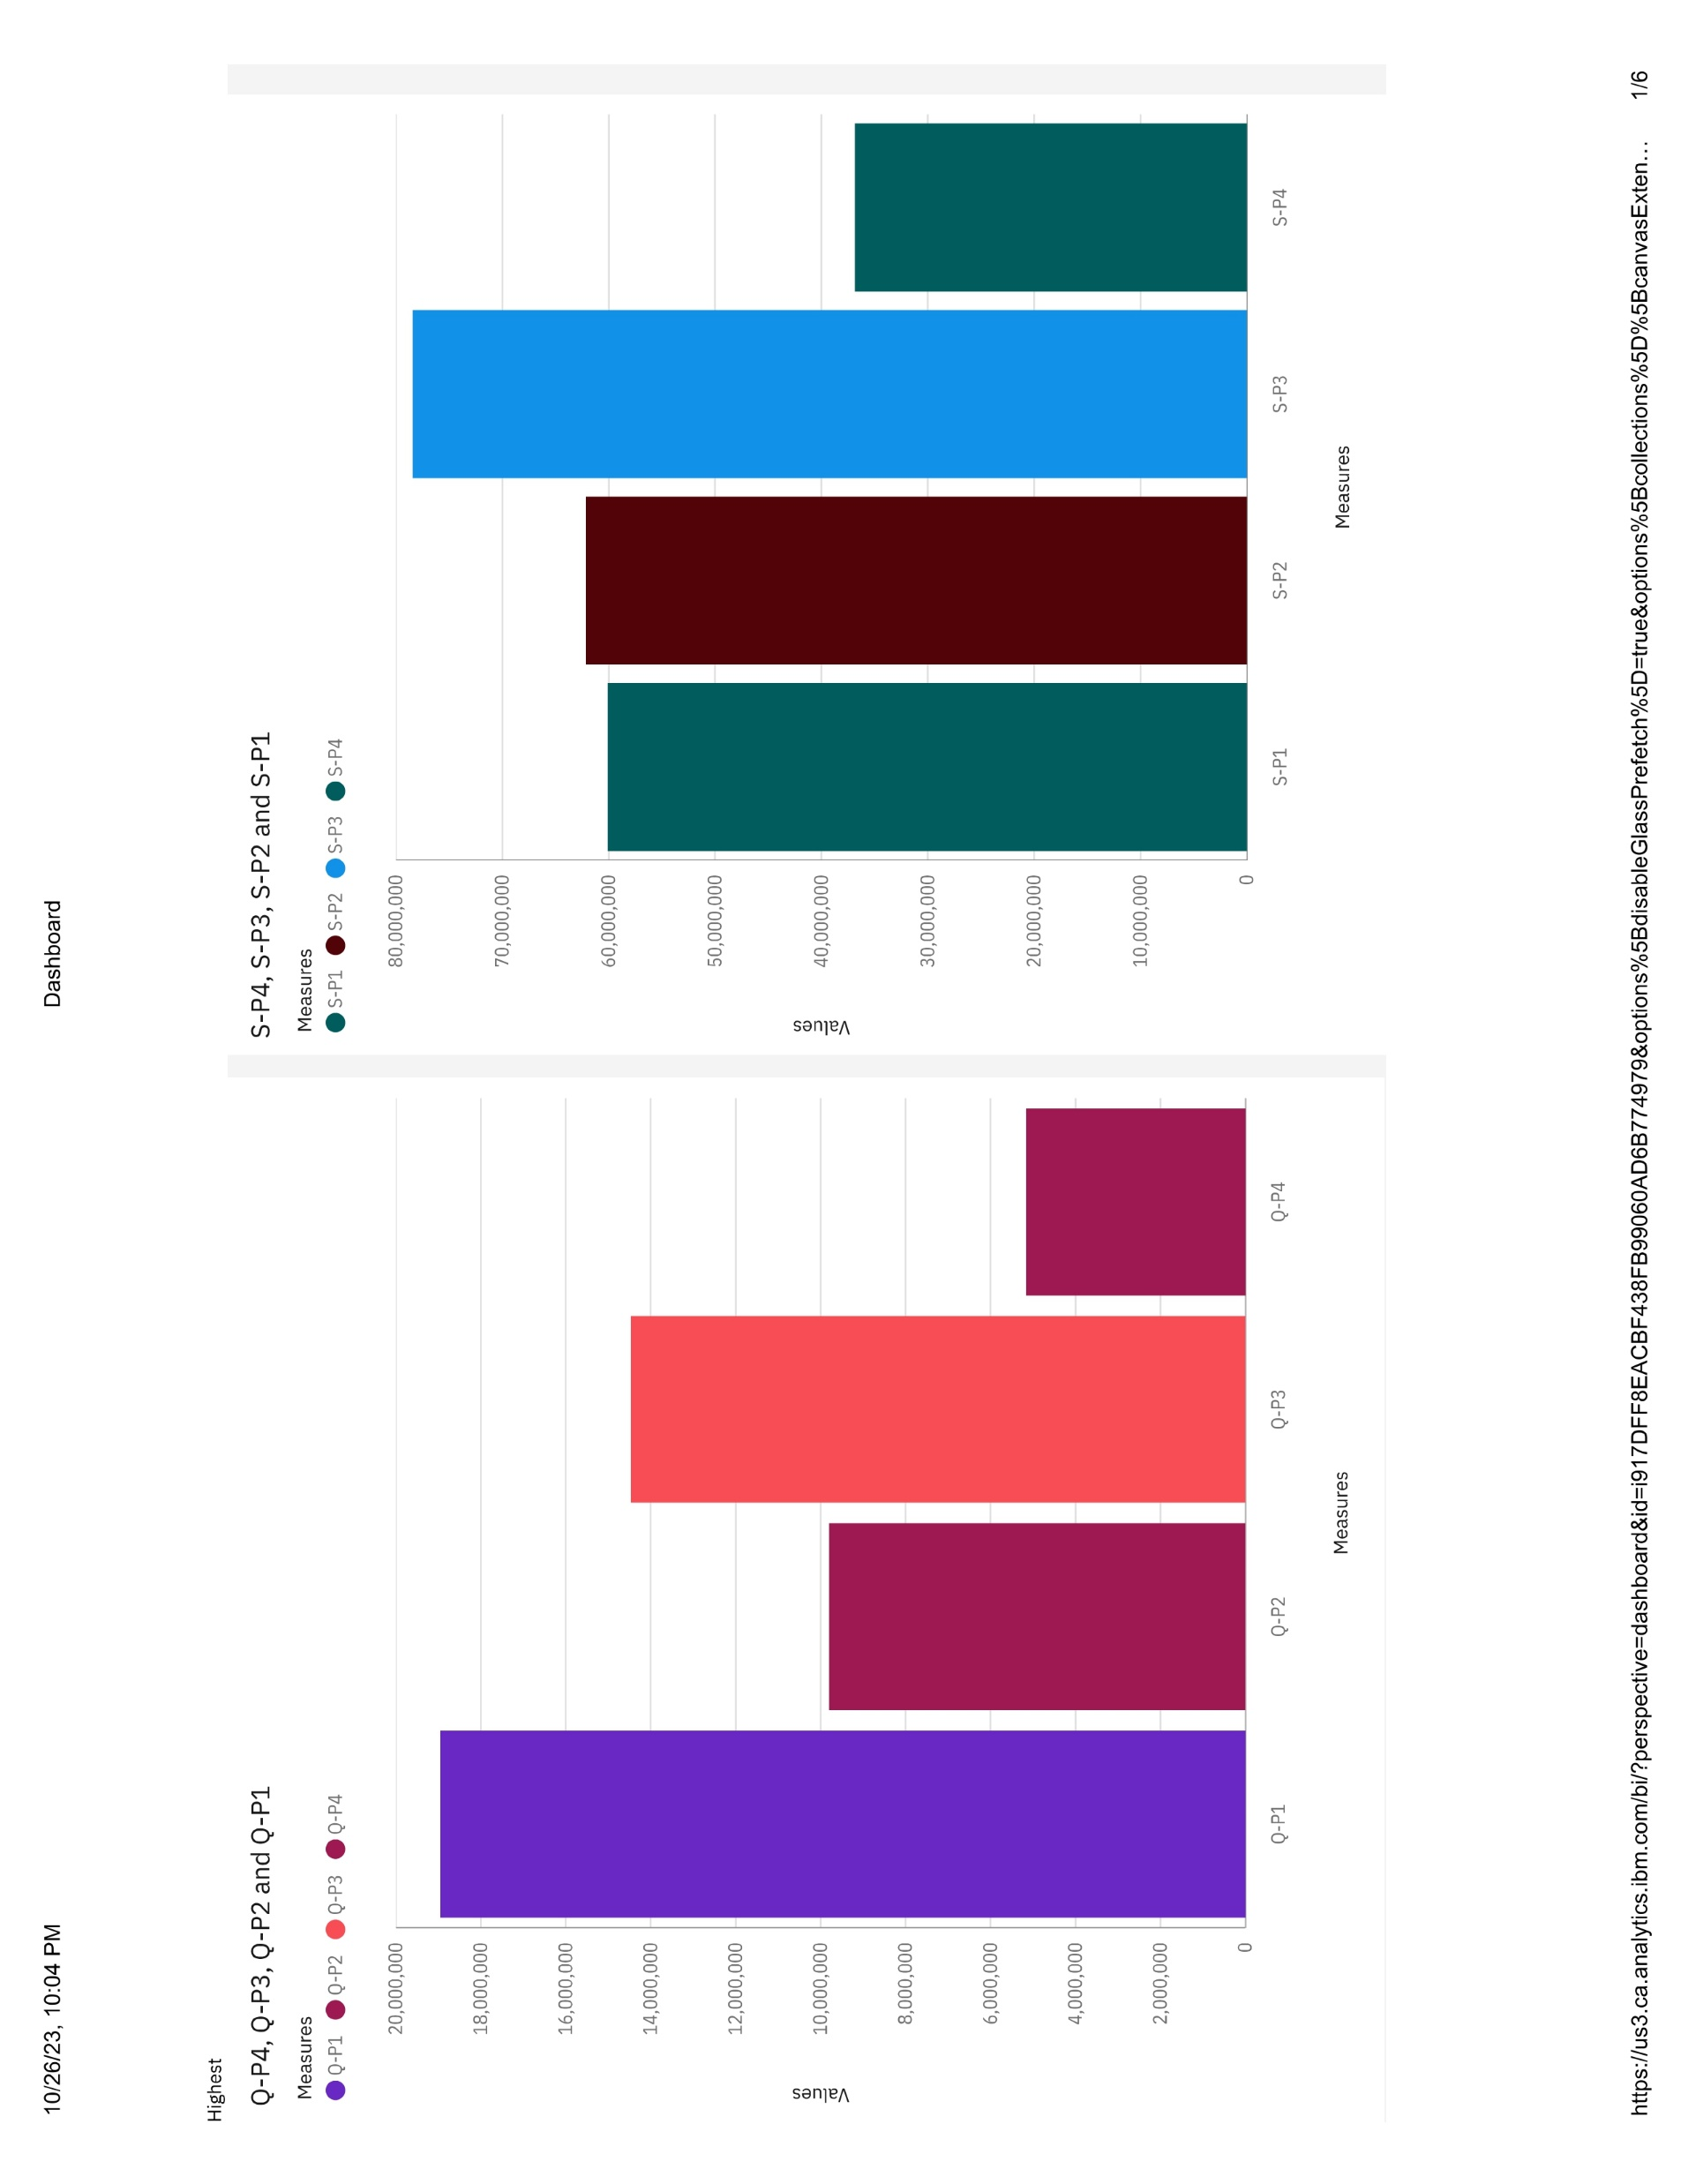 10/26/23, 10:04 PM
Dashboard
Highest
Q-P4, Q-P3, Q-P2 and Q-P1
Measures
Q-P1 Q-P2 Q-P3 Q-P4
Values
20,000,000
18,000,000
16,000,000
14,000,000
12,000,000
10,000,000
8,000,000
6,000,000
4,000,000
2,000,000
0
Q-P1 Q-P2 Q-P3 Q-P4
Measures
S-P4, S-P3, S-P2 and S-P1
Measures
S-P1 S-P2 S-P3 S-P4
Values
80,000,000
70,000,000
60,000,000
50,000,000
40,000,000
30,000,000
20,000,000
10,000,000
0
S-P1 S-P2 S-P3 S-P4
Measures
https://us3.ca.analytics.ibm.com/bi/?perspective=dashboard&id=i917DFF8EACBF438FB99060AD6B774979&options%5BdisableGlassPrefetch%5D=true&options%5Bcollections%5D%5BcanvasExten…
1/6